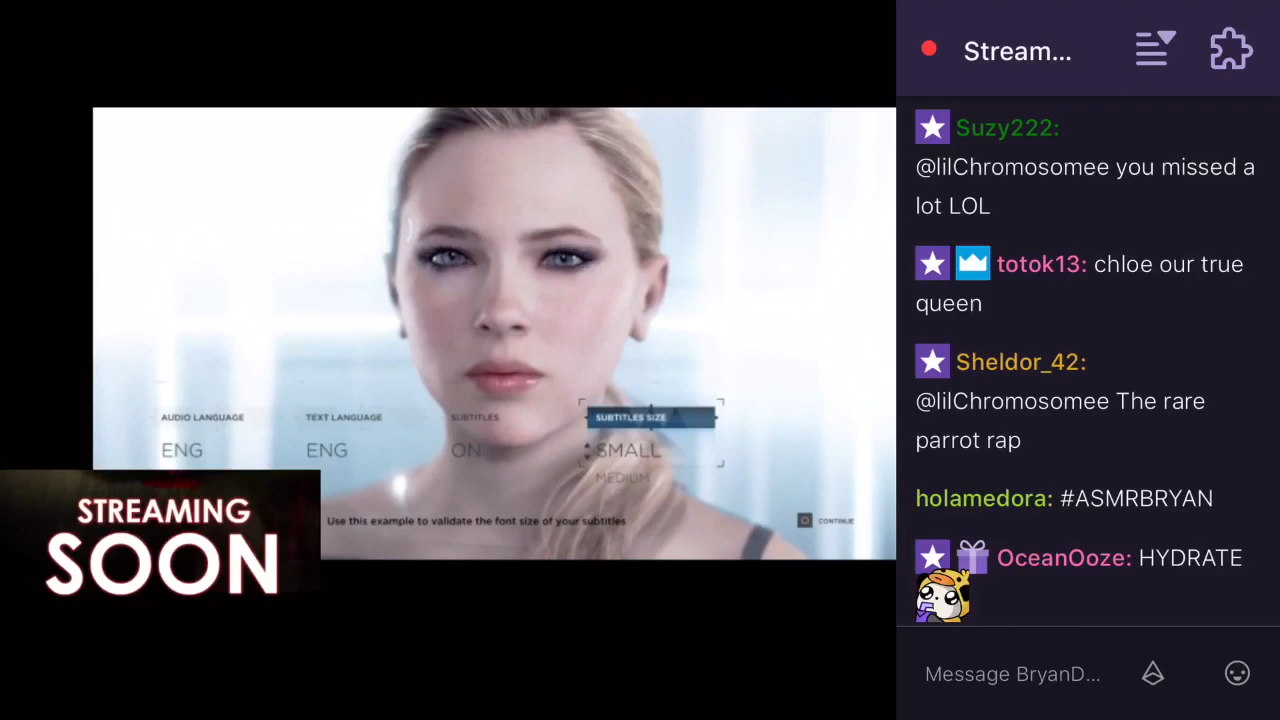 AUDIO LANGUAGE
TEXT LANGUAGE
SUBTITLES
SUBTITLES SIZE
ENG
ENG
ON
SMALL
MEDIUM
Use this example to validate the font size of your subtitles
CONTINUE
STREAMING
SOON
Stream...
Suzy222:
@lilChromosomee you missed a
lot LOL
totok13: chloe our true
queen
Sheldor_42:
@lilChromosomee The rare
parrot rap
holamedora: #ASMRBRYAN
OceanOoze: HYDRATE
Message BryanD...